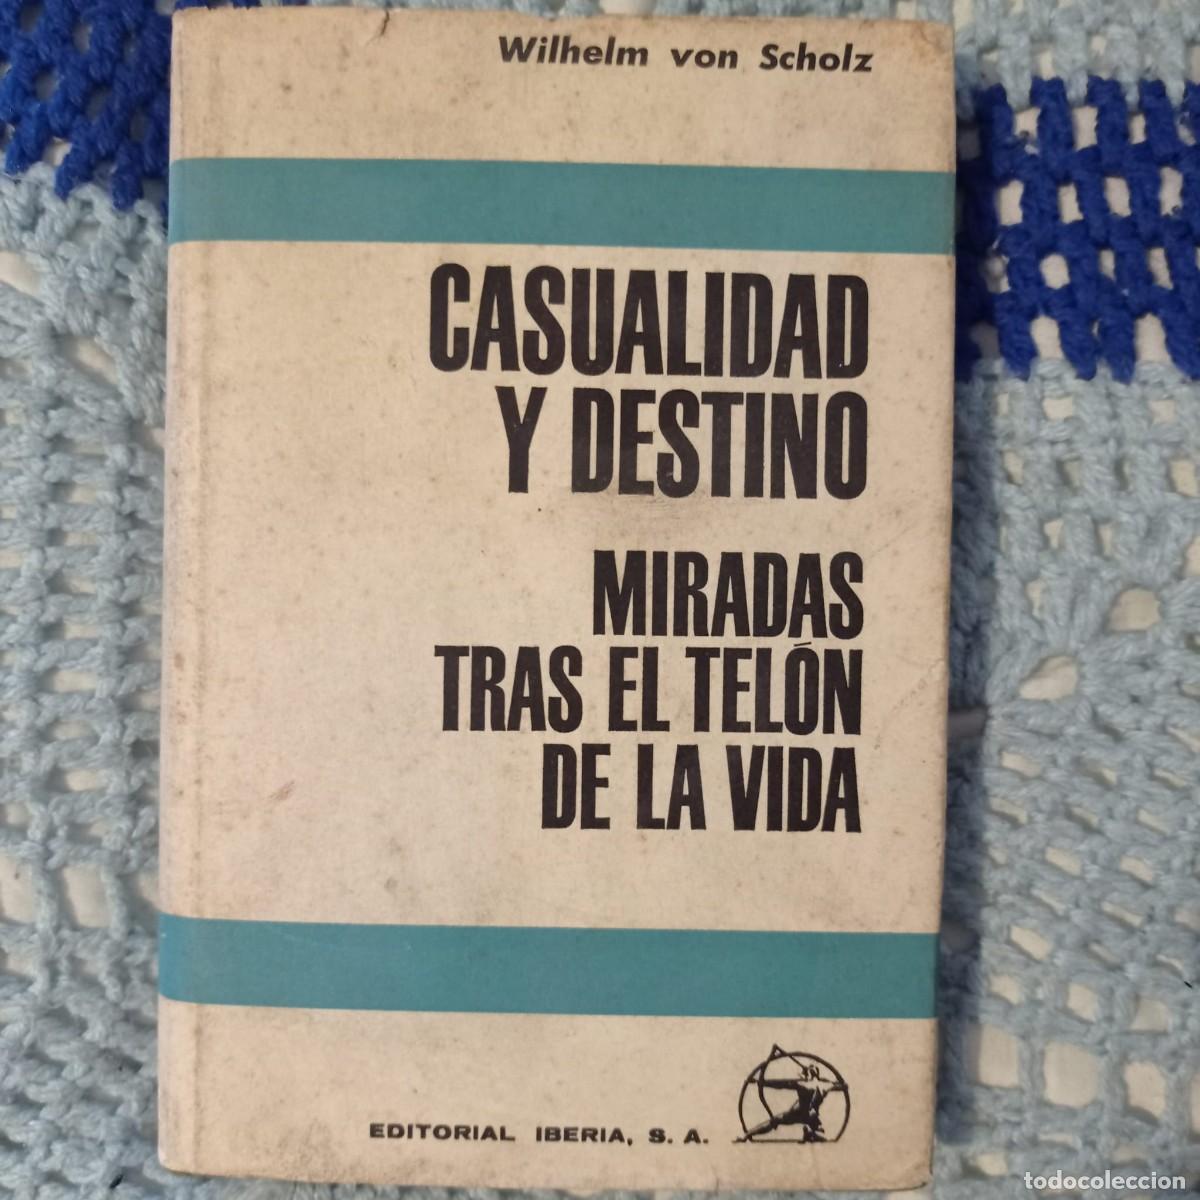 Wilhelm von Scholz
CASUALIDAD
Y DESTINO
MIRADAS
TRAS EL TELÓN
DE LA VIDA
EDITORIAL IBERIA, S. A.
todocoleccion